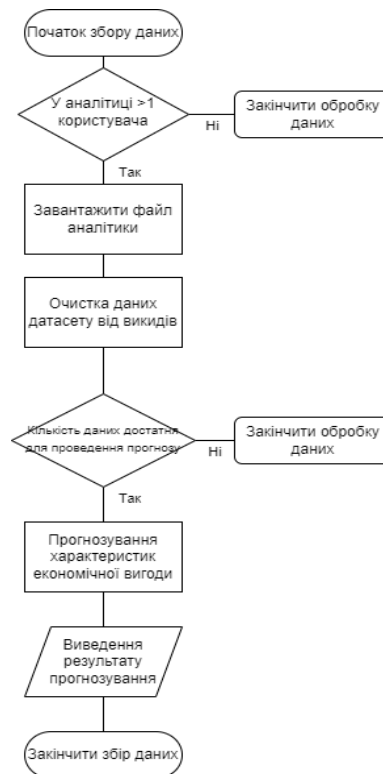 Початок збору даних
У аналітиці >1
користувача
Закінчити обробку
даних
Ні
Так
Завантажити файл
аналітики
Очистка даних
датасету від викидів
Кількість даних достатня
для проведення прогнозу
Закінчити обробку
даних
Ні
Так
Прогнозування
характеристик
економічної вигоди
Виведення
результату
прогнозування
Закінчити збір даних